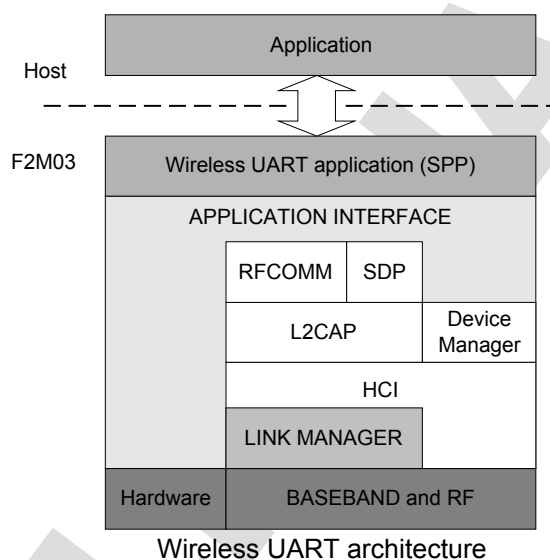 Application
Host
F2M03
Wireless UART application (SPP)
APPLICATION INTERFACE
RFCOMM
SDP
L2CAP
Device
Manager
HCI
LINK MANAGER
Hardware
BASEBAND and RF
Wireless UART architecture